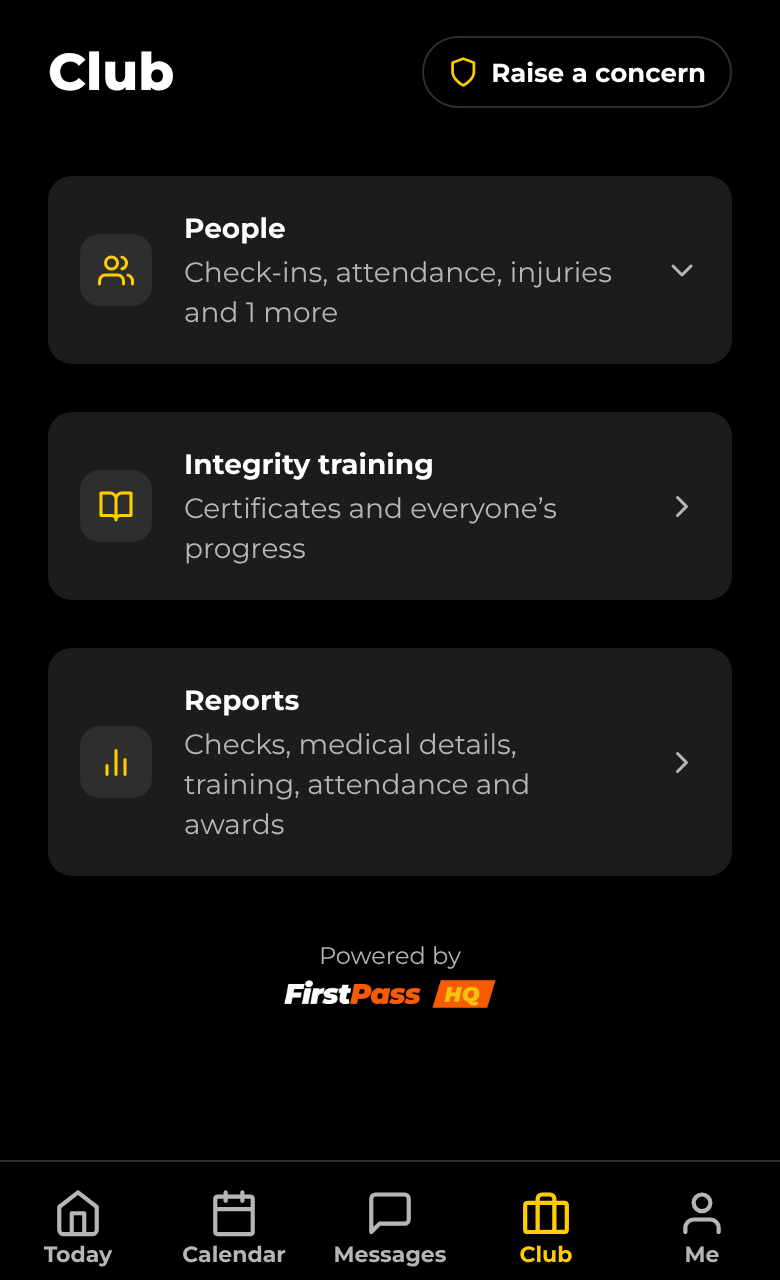 Club
Raise a concern
People
Check-ins, attendance, injuries
and 1 more
Integrity training
Certificates and everyone’s
progress
Reports
Checks, medical details,
training, attendance and
awards
Powered by
FirstPass HQ
Today
Calendar
Messages
Club
Me